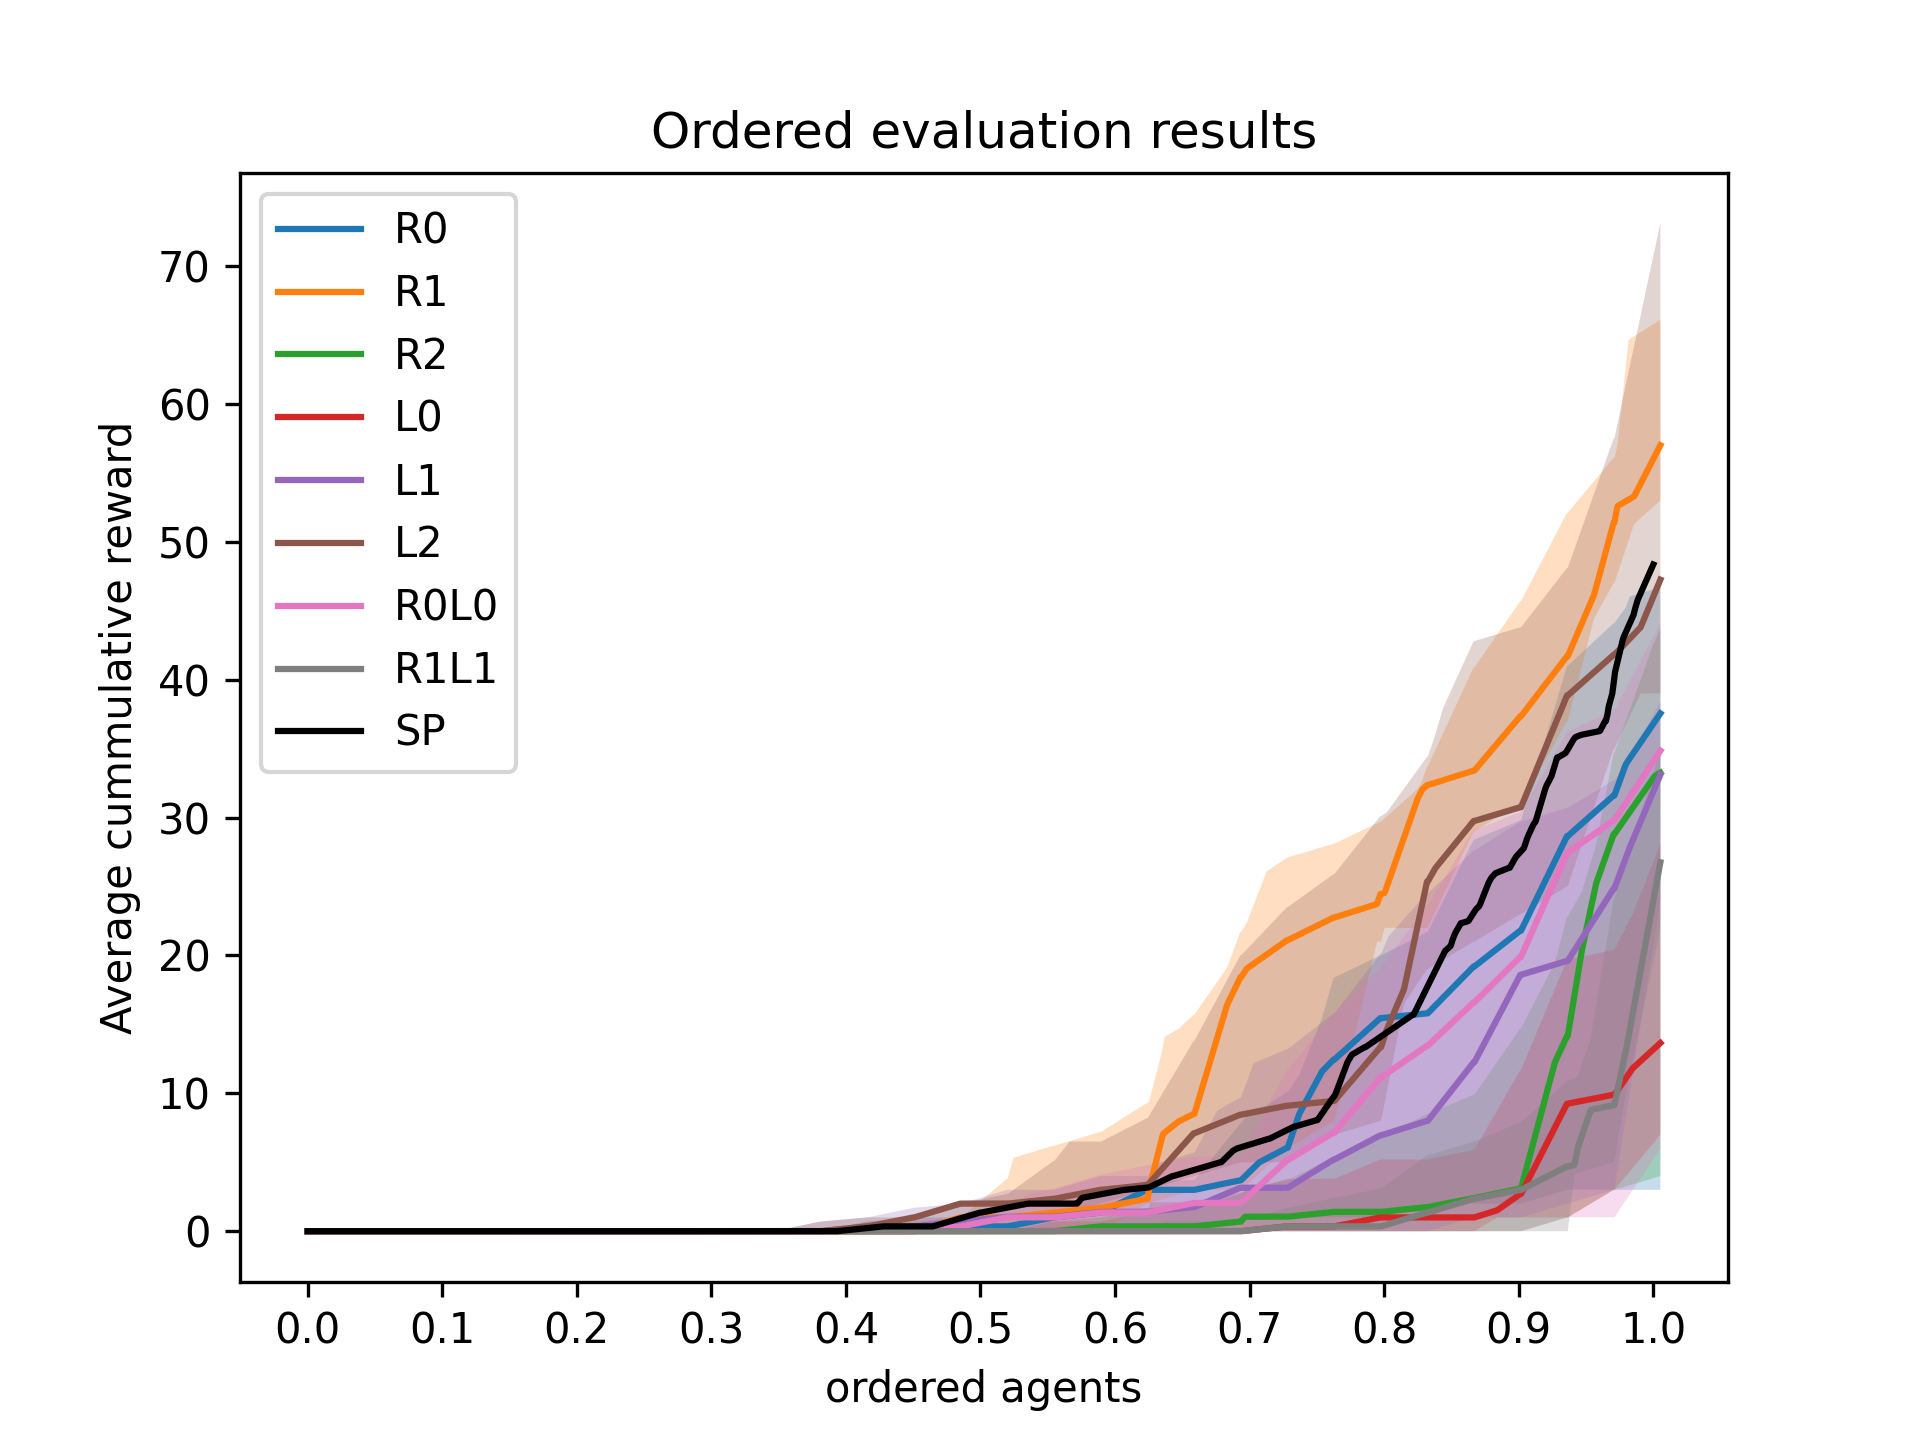 Ordered evaluation results
R0
R1
R2
L0
L1
L2
R0L0
R1L1
SP
Average cummulative reward
70
60
50
40
30
20
10
0
0.0 0.1 0.2 0.3 0.4 0.5 0.6 0.7 0.8 0.9 1.0
ordered agents